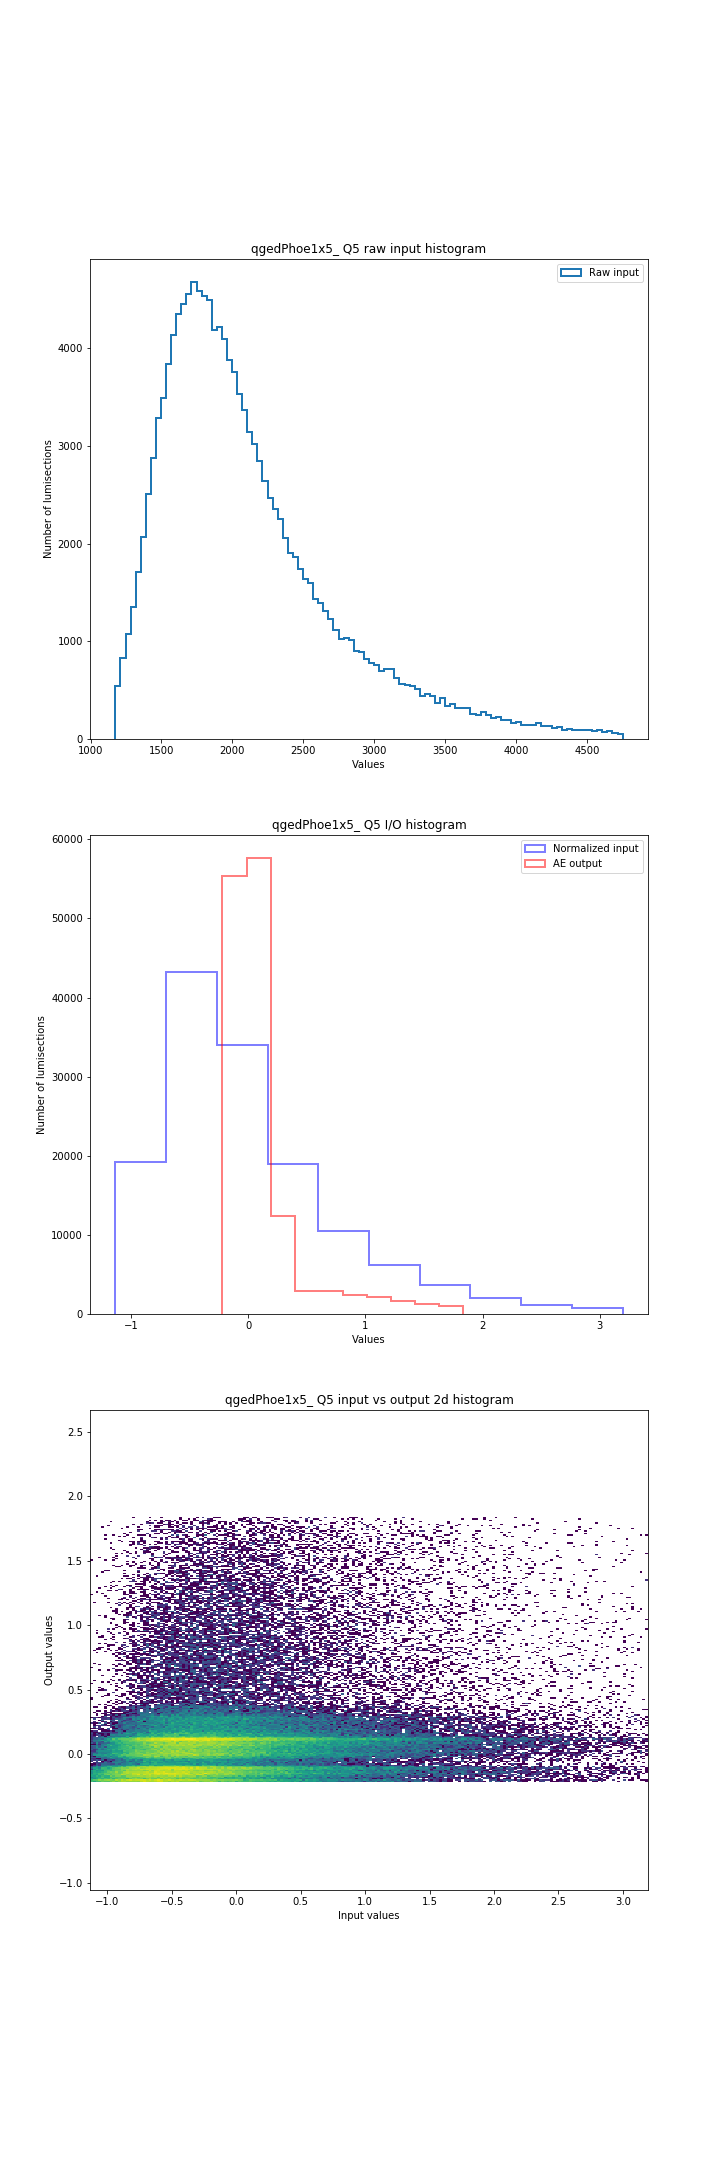 qgedPhoe1x5_ Q5 raw input histogram
Raw input
4000
3000
2000
1000
0
Number of lumisections
1000 1500 2000 2500 3000 3500 4000 4500
Values
qgedPhoe1x5_ Q5 I/O histogram
Normalized input
AE output
60000
50000
40000
30000
20000
10000
0
Number of lumisections
−1 0 1 2 3
Values
qgedPhoe1x5_ Q5 input vs output 2d histogram
2.5
2.0
1.5
1.0
0.5
0.0
−0.5
−1.0
Output values
−1.0 −0.5 0.0 0.5 1.0 1.5 2.0 2.5 3.0
Input values